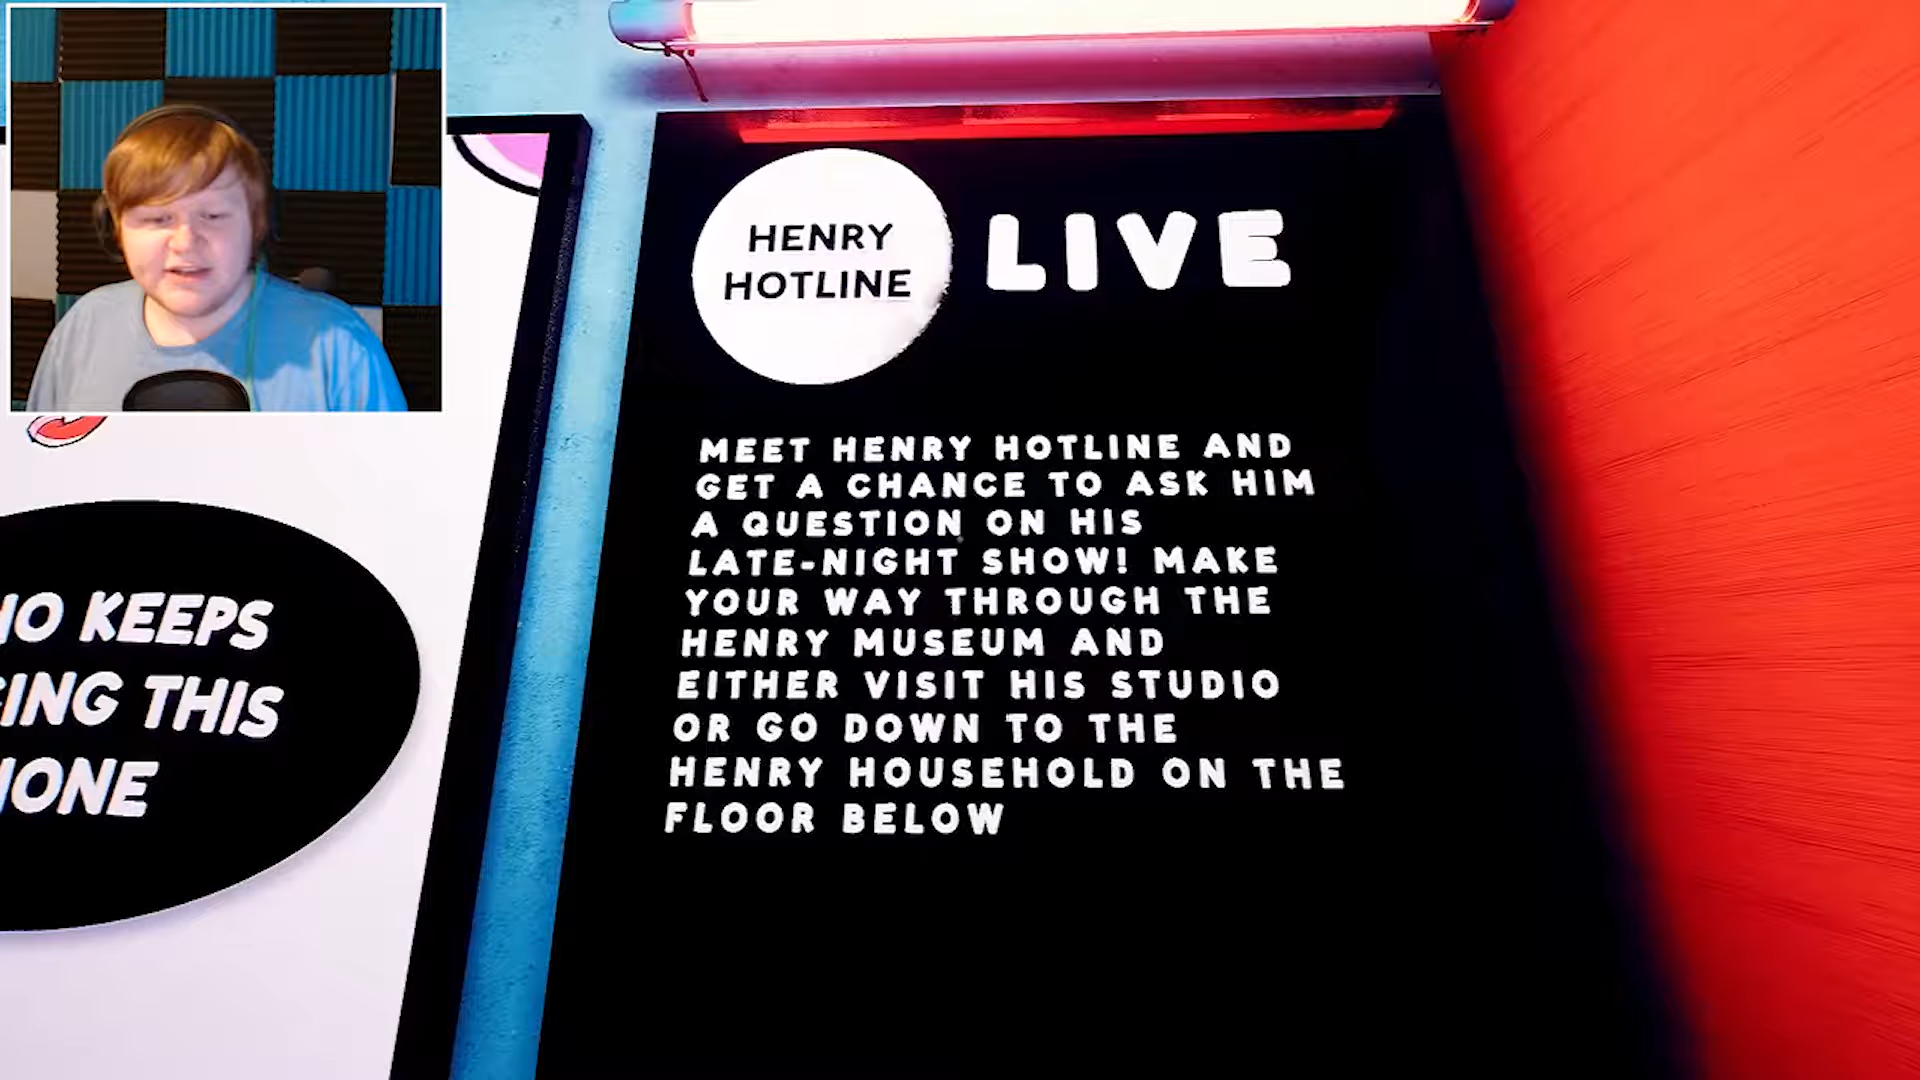 HENRY
HOTLINE
LIVE
MEET HENRY HOTLINE AND
GET A CHANCE TO ASK HIM
A QUESTION ON HIS
LATE-NIGHT SHOW! MAKE
YOUR WAY THROUGH THE
HENRY MUSEUM AND
EITHER VISIT HIS STUDIO
OR GO DOWN TO THE
HENRY HOUSEHOLD ON THE
FLOOR BELOW
KEEPS
THIS